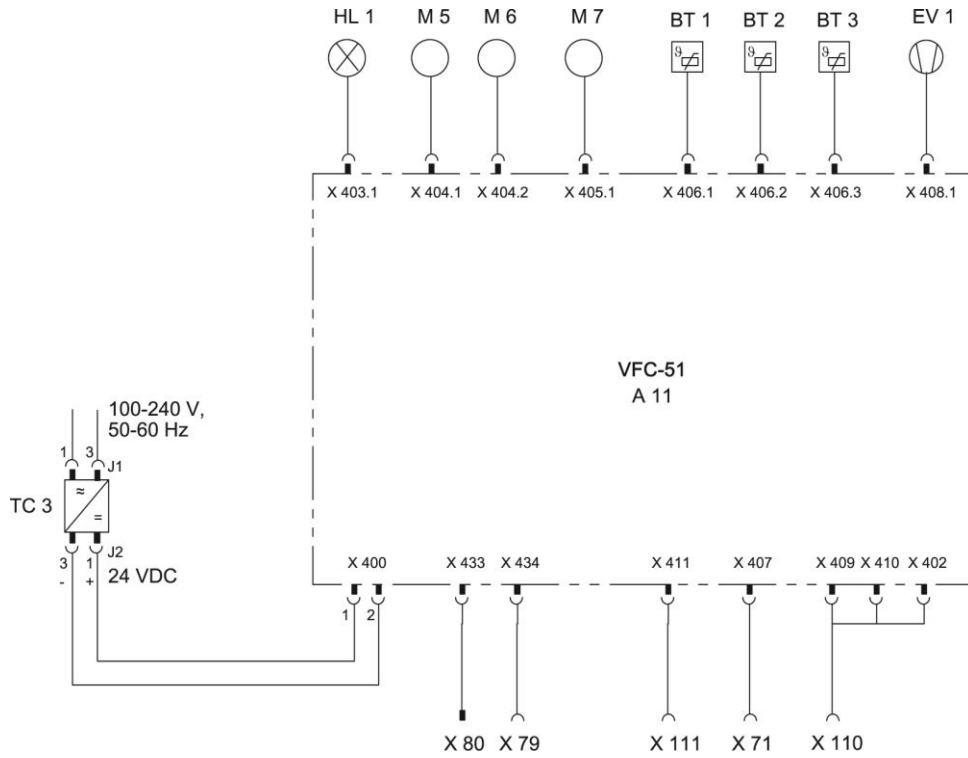 HL 1 M 5 M 6 M 7 BT 1 BT 2 BT 3 EV 1
ϑ ϑ ϑ
X 403.1 X 404.1 X 404.2 X 405.1 X 406.1 X 406.2 X 406.3 X 408.1
VFC-51
A 11
100-240 V,
50-60 Hz
1 3 J1
TC 3 ≈ =
3 1 J2
- + 24 VDC
X 400 X 433 X 434 X 411 X 407 X 409 X 410 X 402
1 2
X 80 X 79 X 111 X 71 X 110